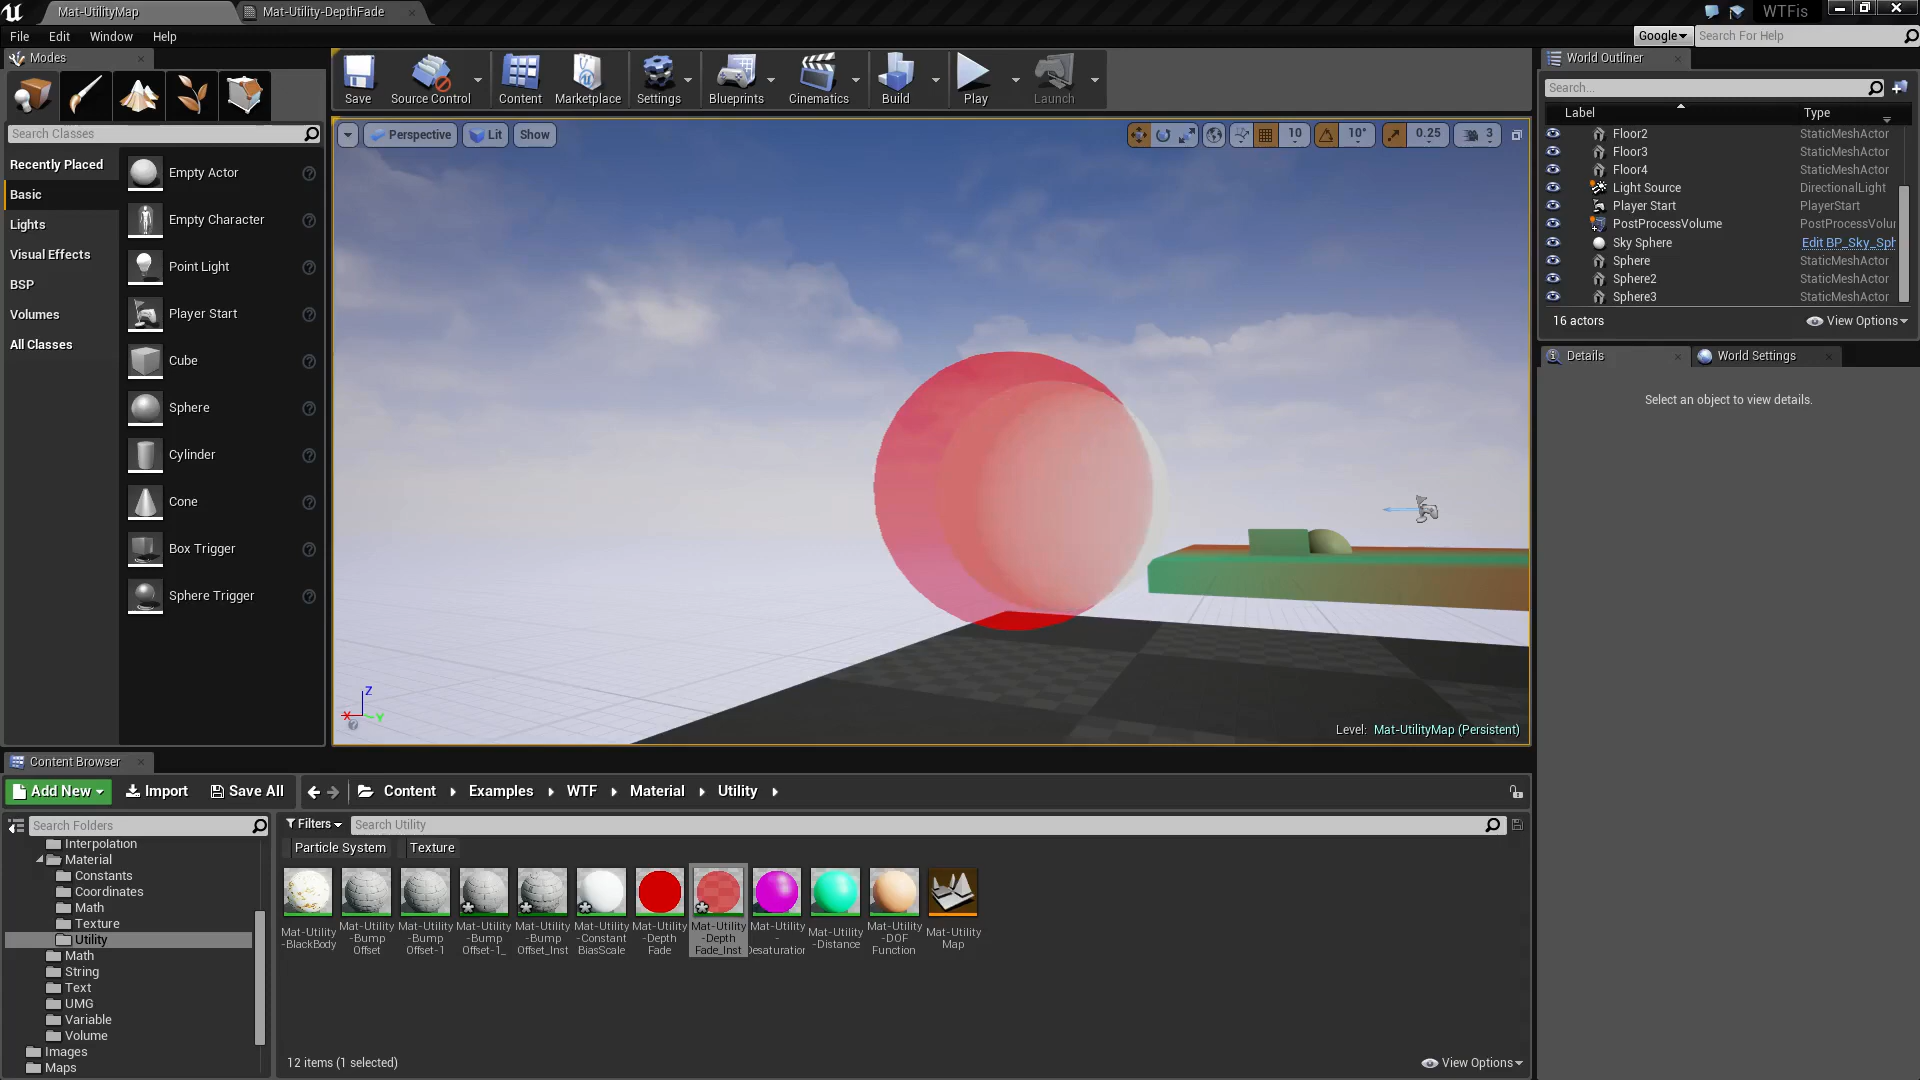 Mat-UtilityMap
Mat-Utility-DepthFade
WTFis
File Edit Window Help
Google
Search For Help
Modes
Search Classes
Recently Placed
Basic
Lights
Visual Effects
BSP
Volumes
All Classes
Empty Actor
Empty Character
Point Light
Player Start
Cube
Sphere
Cylinder
Cone
Box Trigger
Sphere Trigger
Save
Source Control
Content
Marketplace
Settings
Blueprints
Cinematics
Build
Play
Launch
Perspective
Lit
Show
10
10°
0.25
3
Z
X
Y
Level: Mat-UtilityMap (Persistent)
World Outliner
Search...
Label Type
Floor2 StaticMeshActor
Floor3 StaticMeshActor
Floor4 StaticMeshActor
Light Source DirectionalLight
Player Start PlayerStart
PostProcessVolume PostProcessVolu
Sky Sphere Edit BP_Sky_Sph
Sphere StaticMeshActor
Sphere2 StaticMeshActor
Sphere3 StaticMeshActor
16 actors
View Options
Details
World Settings
Select an object to view details.
Content Browser
Add New
Import
Save All
Content Examples WTF Material Utility
Search Folders
Interpolation
Material
Constants
Coordinates
Math
Texture
Utility
Math
String
Text
UMG
Variable
Volume
Images
Maps
Filters
Search Utility
Particle System
Texture
Mat-Utility
-BlackBody
Mat-Utility
-Bump
Offset
Mat-Utility
-Bump
Offset-1
Mat-Utility
-Bump
Offset-1_
Mat-Utility
-Bump
Offset_Inst
Mat-Utility
-Constant
BiasScale
Mat-Utility
-Depth
Fade
Mat-Utility
-Depth
Fade_Inst
Mat-Utility
-
Desaturation
Mat-Utility
-Distance
Mat-Utility
-DOF
Function
Mat-Utility
Map
12 items (1 selected)
View Options